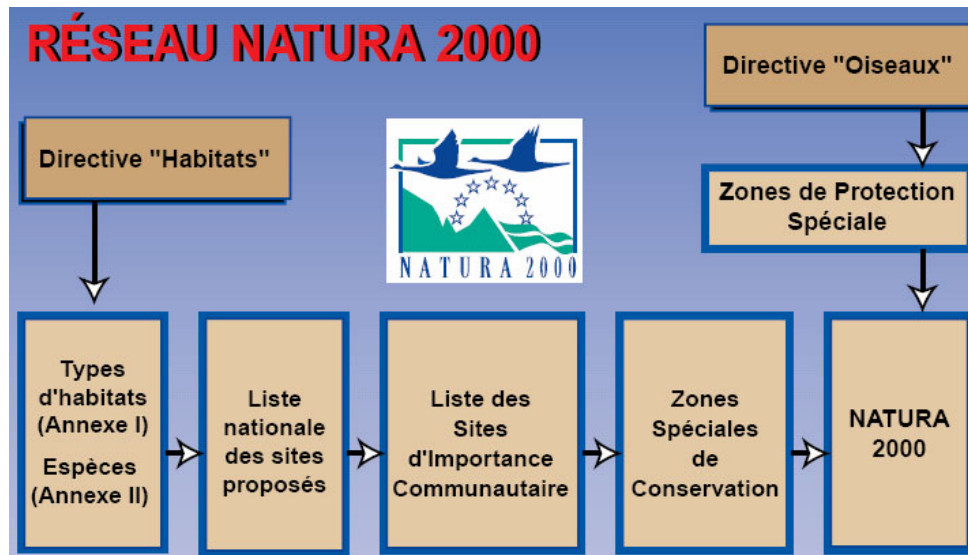 RÉSEAU NATURA 2000
Directive "Oiseaux"
Directive "Habitats"
Zones de Protection
Spéciale
NATURA 2000
Types
d'habitats
(Annexe I)
Espèces
(Annexe II)
Liste
nationale
des sites
proposés
Liste des
Sites
d'Importance
Communautaire
Zones
Spéciales
de
Conservation
NATURA
2000